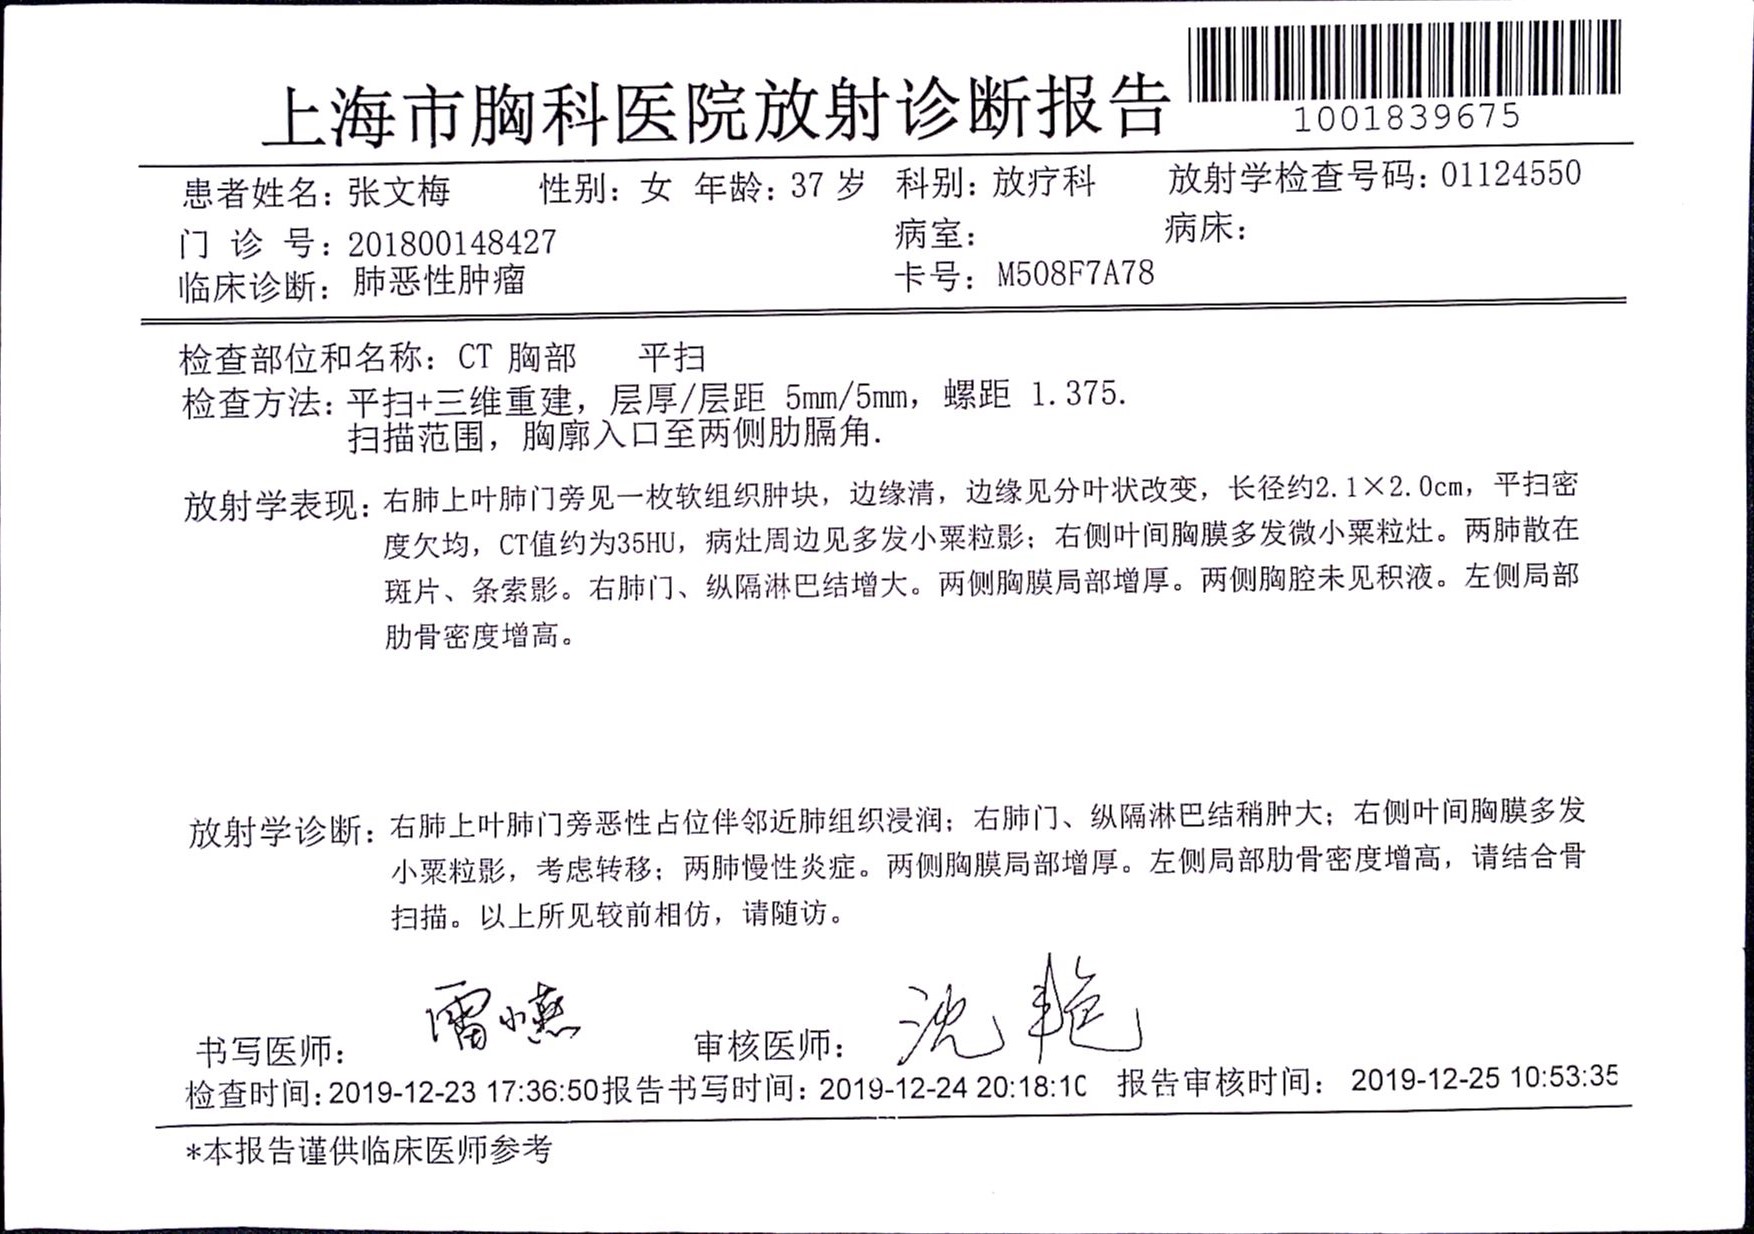 上海市胸科医院放射诊断报告
1001839675
患者姓名: 张文梅 性别: 女 年龄: 37 岁 科别: 放疗科 放射学检查号码: 01124550
门 诊 号: 201800148427 病室: 病床:
临床诊断: 肺恶性肿瘤 卡号: M508F7A78
检查部位和名称: CT 胸部 平扫
检查方法: 平扫+三维重建, 层厚/层距 5mm/5mm, 螺距 1.375.
扫描范围, 胸廓入口至两侧肋膈角.
放射学表现: 右肺上叶肺门旁见一枚软组织肿块, 边缘清, 边缘见分叶状改变, 长径约2.1×2.0cm, 平扫密
度欠均, CT值约为35HU, 病灶周边见多发小粟粒影; 右侧叶间胸膜多发微小粟粒灶。两肺散在
斑片、条索影。右肺门、纵隔淋巴结增大。两侧胸膜局部增厚。两侧胸腔未见积液。左侧局部
肋骨密度增高。
放射学诊断: 右肺上叶肺门旁恶性占位伴邻近肺组织浸润; 右肺门、纵隔淋巴结稍肿大; 右侧叶间胸膜多发
小粟粒影, 考虑转移; 两肺慢性炎症。两侧胸膜局部增厚。左侧局部肋骨密度增高, 请结合骨
扫描。以上所见较前相仿, 请随访。
书写医师: 雷小燕 审核医师: 沈艳
检查时间: 2019-12-23 17:36:50 报告书写时间: 2019-12-24 20:18:10 报告审核时间: 2019-12-25 10:53:35
*本报告谨供临床医师参考